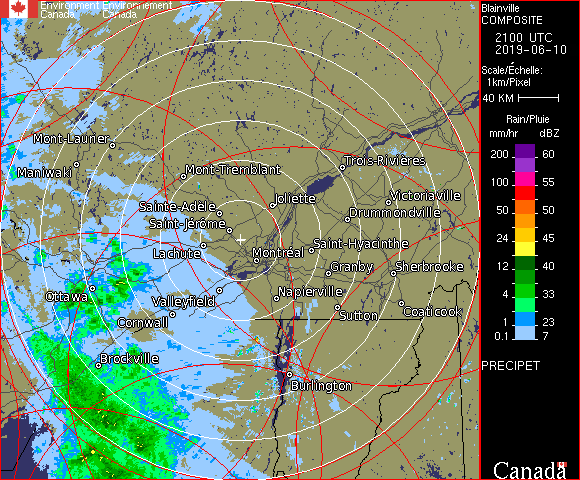 Environment Environnement
Canada Canada
Blainville
COMPOSITE
2100 UTC
2019-06-10
Scale/Échelle:
1km/Pixel
40 KM
Rain/Pluie
mm/hr dBZ
200 60
100 55
50 50
24 45
12 40
4 33
1 23
0.1 7
PRECIPET
Canada
Mont-Laurier
Maniwaki
Mont-Tremblant
Trois-Rivières
Sainte-Adèle
Joliette
Victoriaville
Drummondville
Saint-Jérôme
Lachute
Montréal
Saint-Hyacinthe
Granby
Sherbrooke
Ottawa
Valleyfield
Napierville
Cornwall
Sutton
Coaticook
Brockville
Burlington